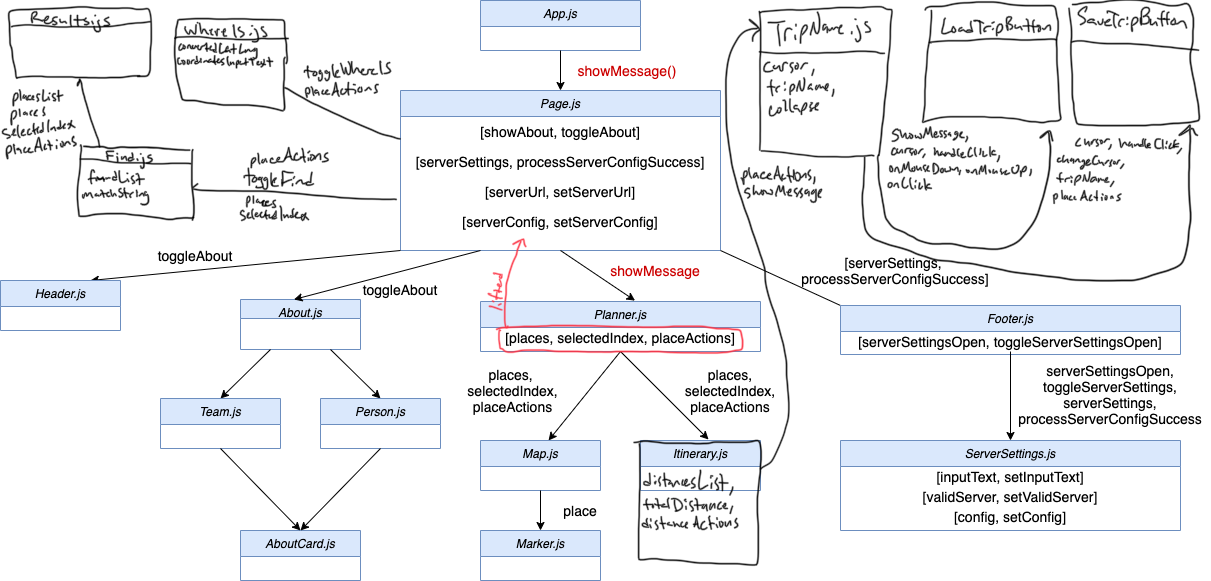 App.js
showMessage()
Results.js
WhereIs.js
convertedLatLng
coordinatesInputText
toggleWhereIs
placeActions
placesList
places
selectedIndex
placeActions
Find.js
foundList
matchString
placeActions
toggleFind
places
selectedIndex
Page.js
[showAbout, toggleAbout]
[serverSettings, processServerConfigSuccess]
[serverUrl, setServerUrl]
[serverConfig, setServerConfig]
TripName.js
cursor,
tripName,
collapse
placeActions,
showMessage
LoadTripButton
showMessage,
cursor, handleClick,
onMouseDown, onMouseUp,
onClick
SaveTripButton
cursor, handleClick,
changeCursor,
tripName,
placeActions
toggleAbout
Header.js
toggleAbout
About.js
lifted
showMessage
Planner.js
[places, selectedIndex, placeActions]
[serverSettings,
processServerConfigSuccess]
Footer.js
[serverSettingsOpen, toggleServerSettingsOpen]
Team.js
Person.js
AboutCard.js
places,
selectedIndex,
placeActions
places,
selectedIndex,
placeActions
Map.js
place
Marker.js
Itinerary.js
distancesList,
totalDistance,
distanceActions
serverSettingsOpen,
toggleServerSettings,
serverSettings,
processServerConfigSuccess
ServerSettings.js
[inputText, setInputText]
[validServer, setValidServer]
[config, setConfig]